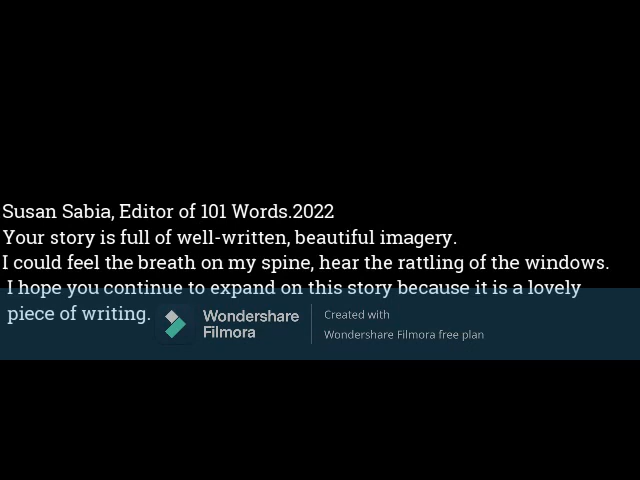 Susan Sabia, Editor of 101 Words.2022
Your story is full of well-written, beautiful imagery.
I could feel the breath on my spine, hear the rattling of the windows.
I hope you continue to expand on this story because it is a lovely
piece of writing.
Wondershare
Filmora
Created with
Wondershare Filmora free plan